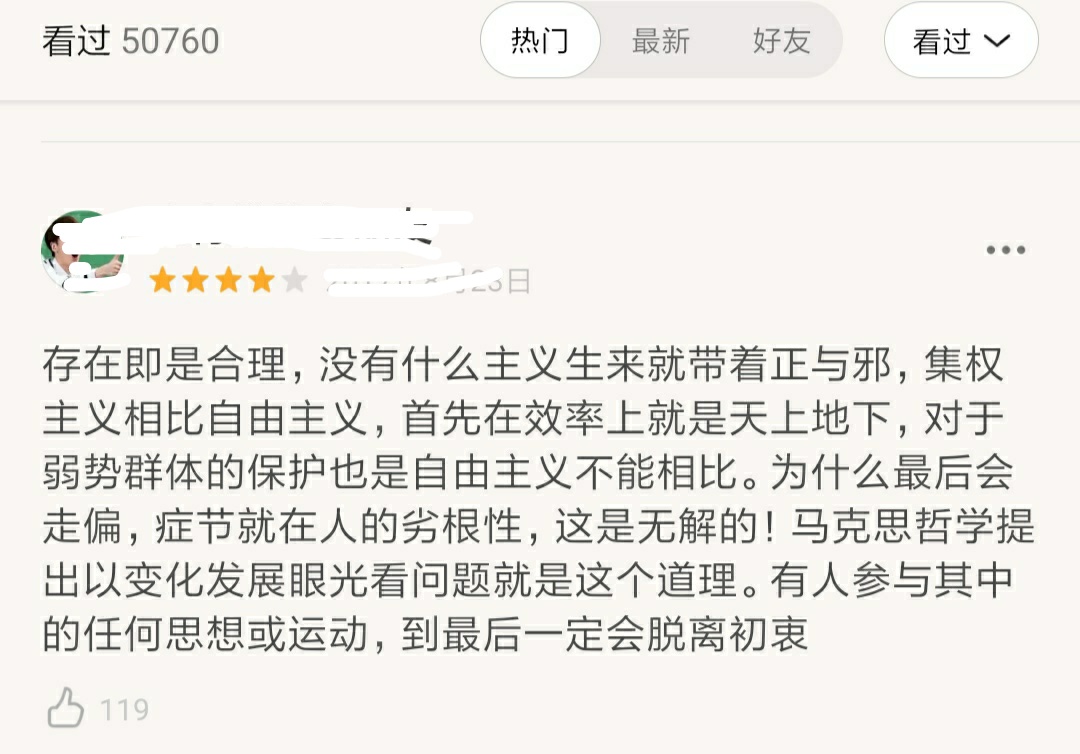 看过 50760 热门 最新 好友 看过
日
存在即是合理，没有什么主义生来就带着正与邪，集权
主义相比自由主义，首先在效率上就是天上地下，对于
弱势群体的保护也是自由主义不能相比。为什么最后会
走偏，症节就在人的劣根性，这是无解的！马克思哲学提
出以变化发展眼光看问题就是这个道理。有人参与其中
的任何思想或运动，到最后一定会脱离初衷
119